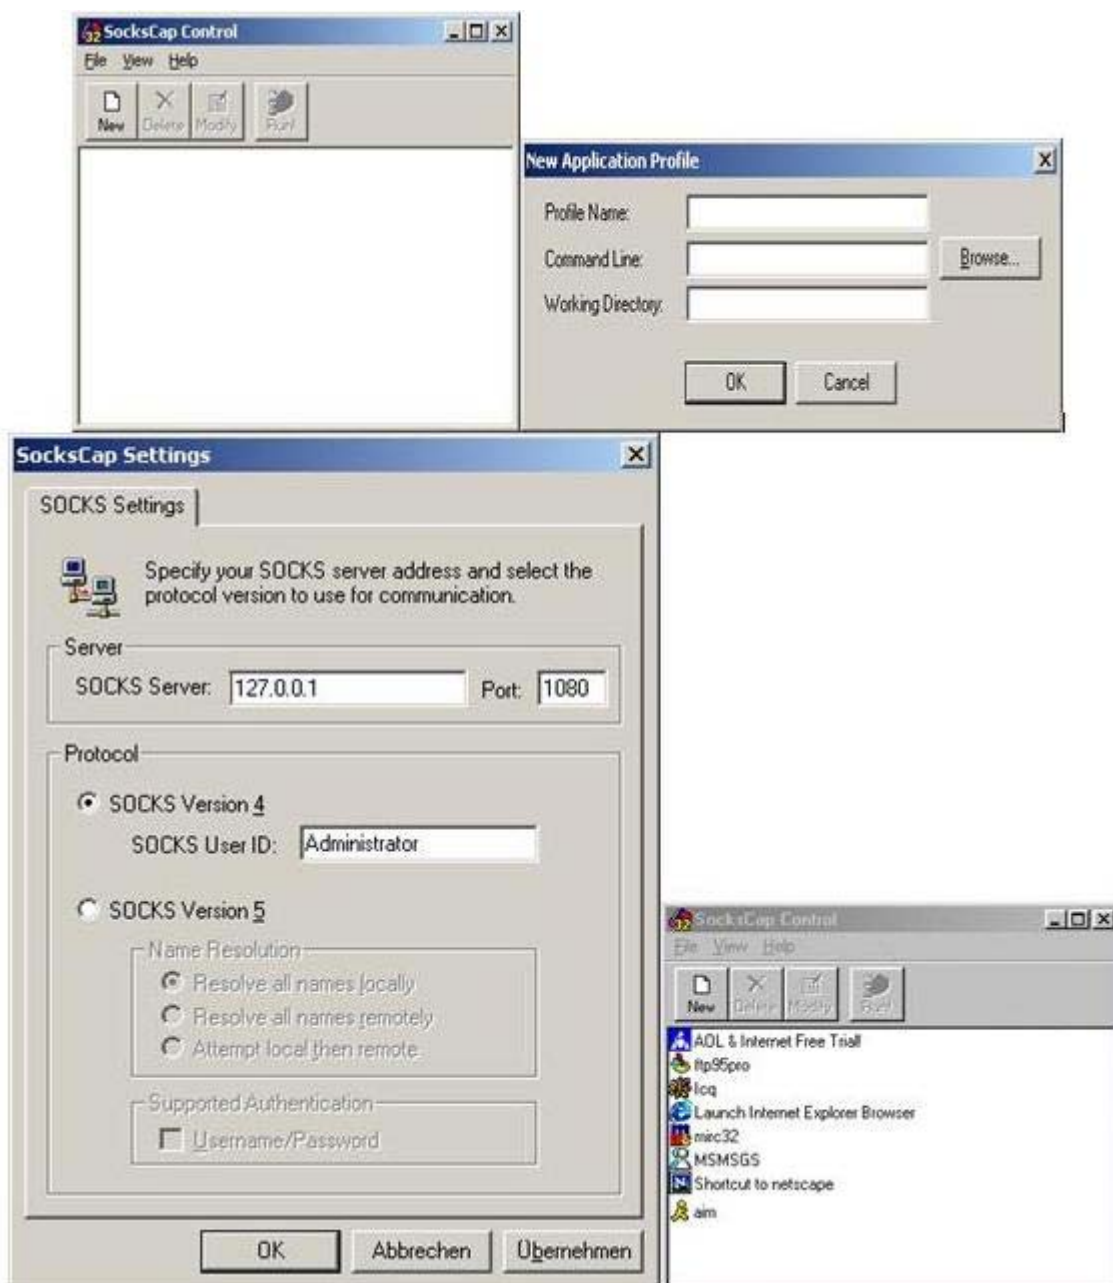 SocksCap Control
File View Help
New Delete Modify Run!
New Application Profile
Profile Name:
Command Line:
Browse...
Working Directory:
OK Cancel
SocksCap Settings
SOCKS Settings
Specify your SOCKS server address and select the
protocol version to use for communication.
Server
SOCKS Server: 127.0.0.1 Port: 1080
Protocol
SOCKS Version 4
SOCKS User ID: Administrator
SOCKS Version 5
Name Resolution
Resolve all names locally
Resolve all names remotely
Attempt local then remote
Supported Authentication
Username/Password
OK Abbrechen Übernehmen
SocksCap Control
File View Help
New Delete Modify Run!
AOL & Internet Free Trial!
ftp95pro
Icq
Launch Internet Explorer Browser
mirc32
MSMSGS
Shortcut to netscape
aim